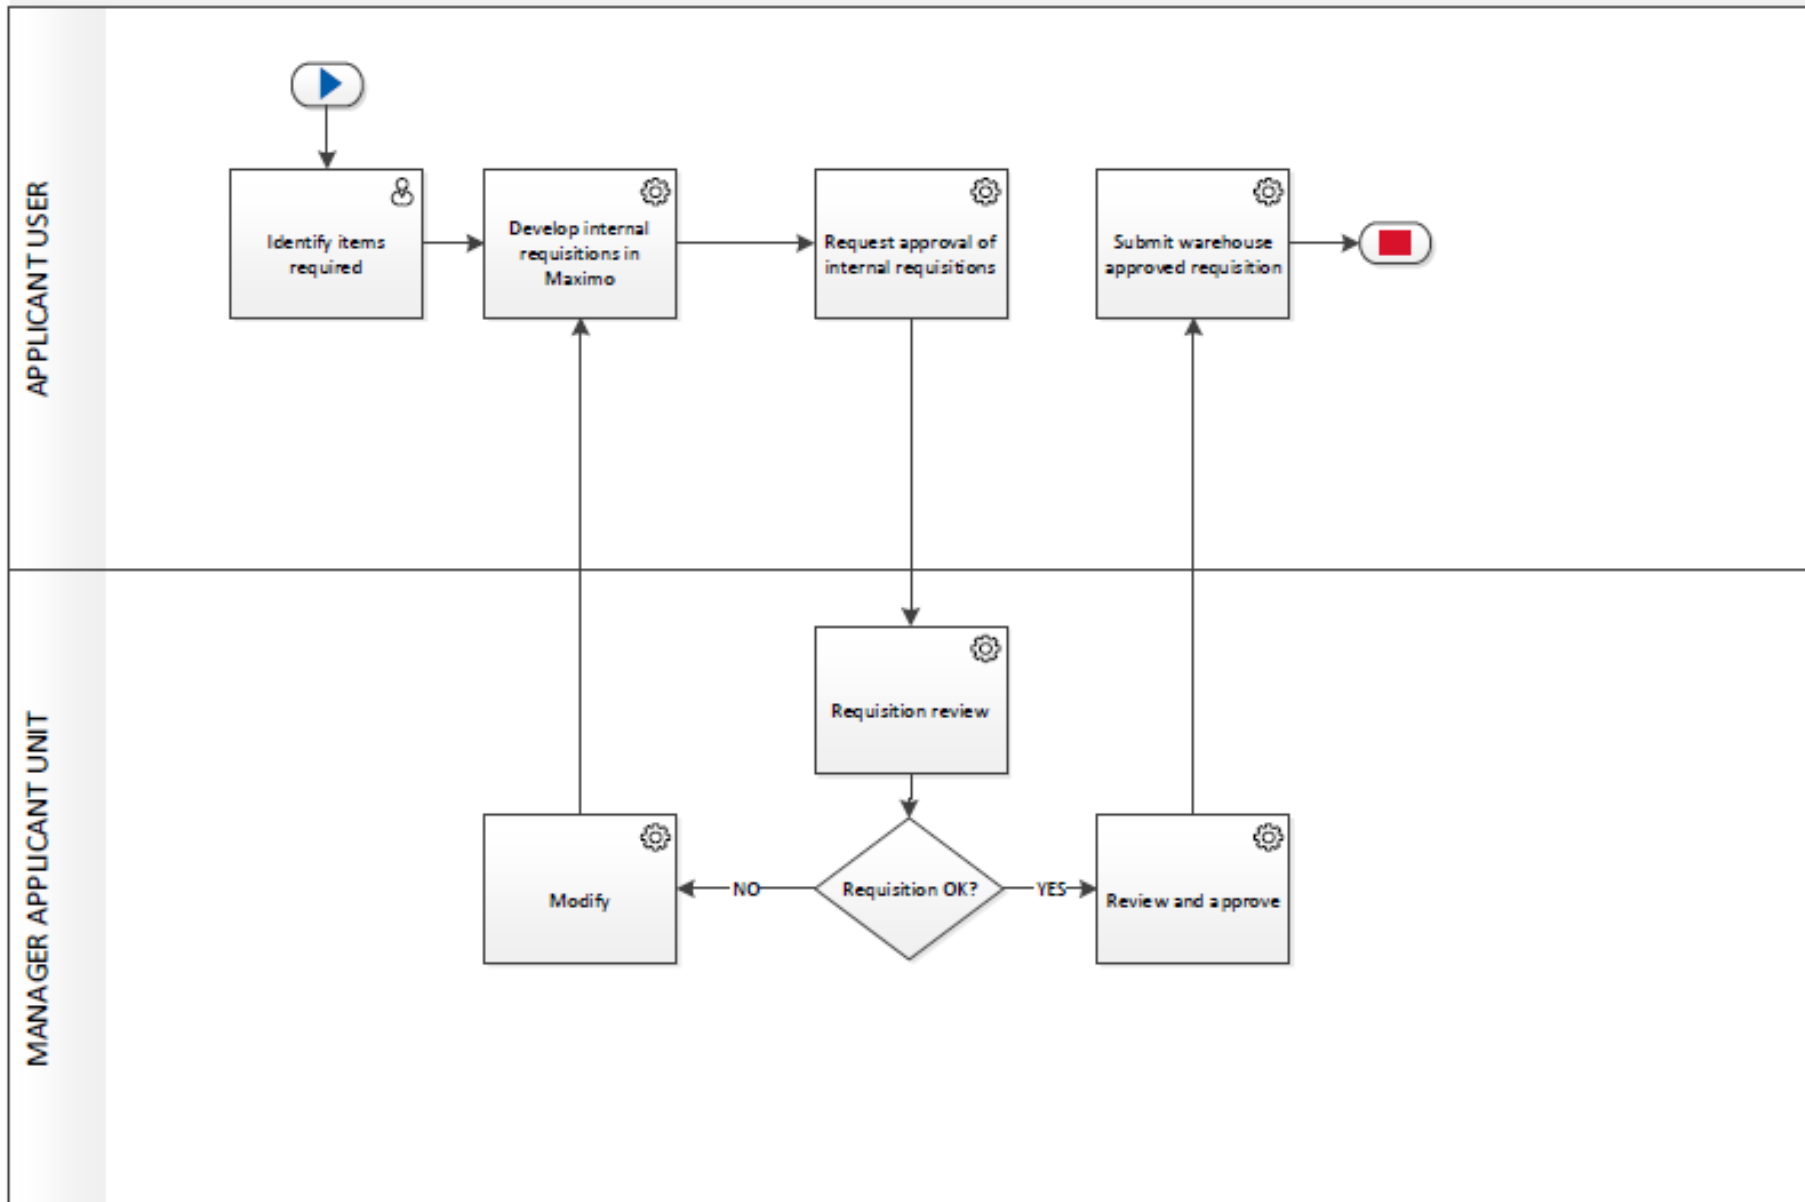 APPLICANT USER
Identify items
required
Develop internal
requisitions in
Maximo
Request approval of
internal requisitions
Submit warehouse
approved requisition
MANAGER APPLICANT UNIT
Requisition review
Modify
NO
Requisition OK?
YES
Review and approve